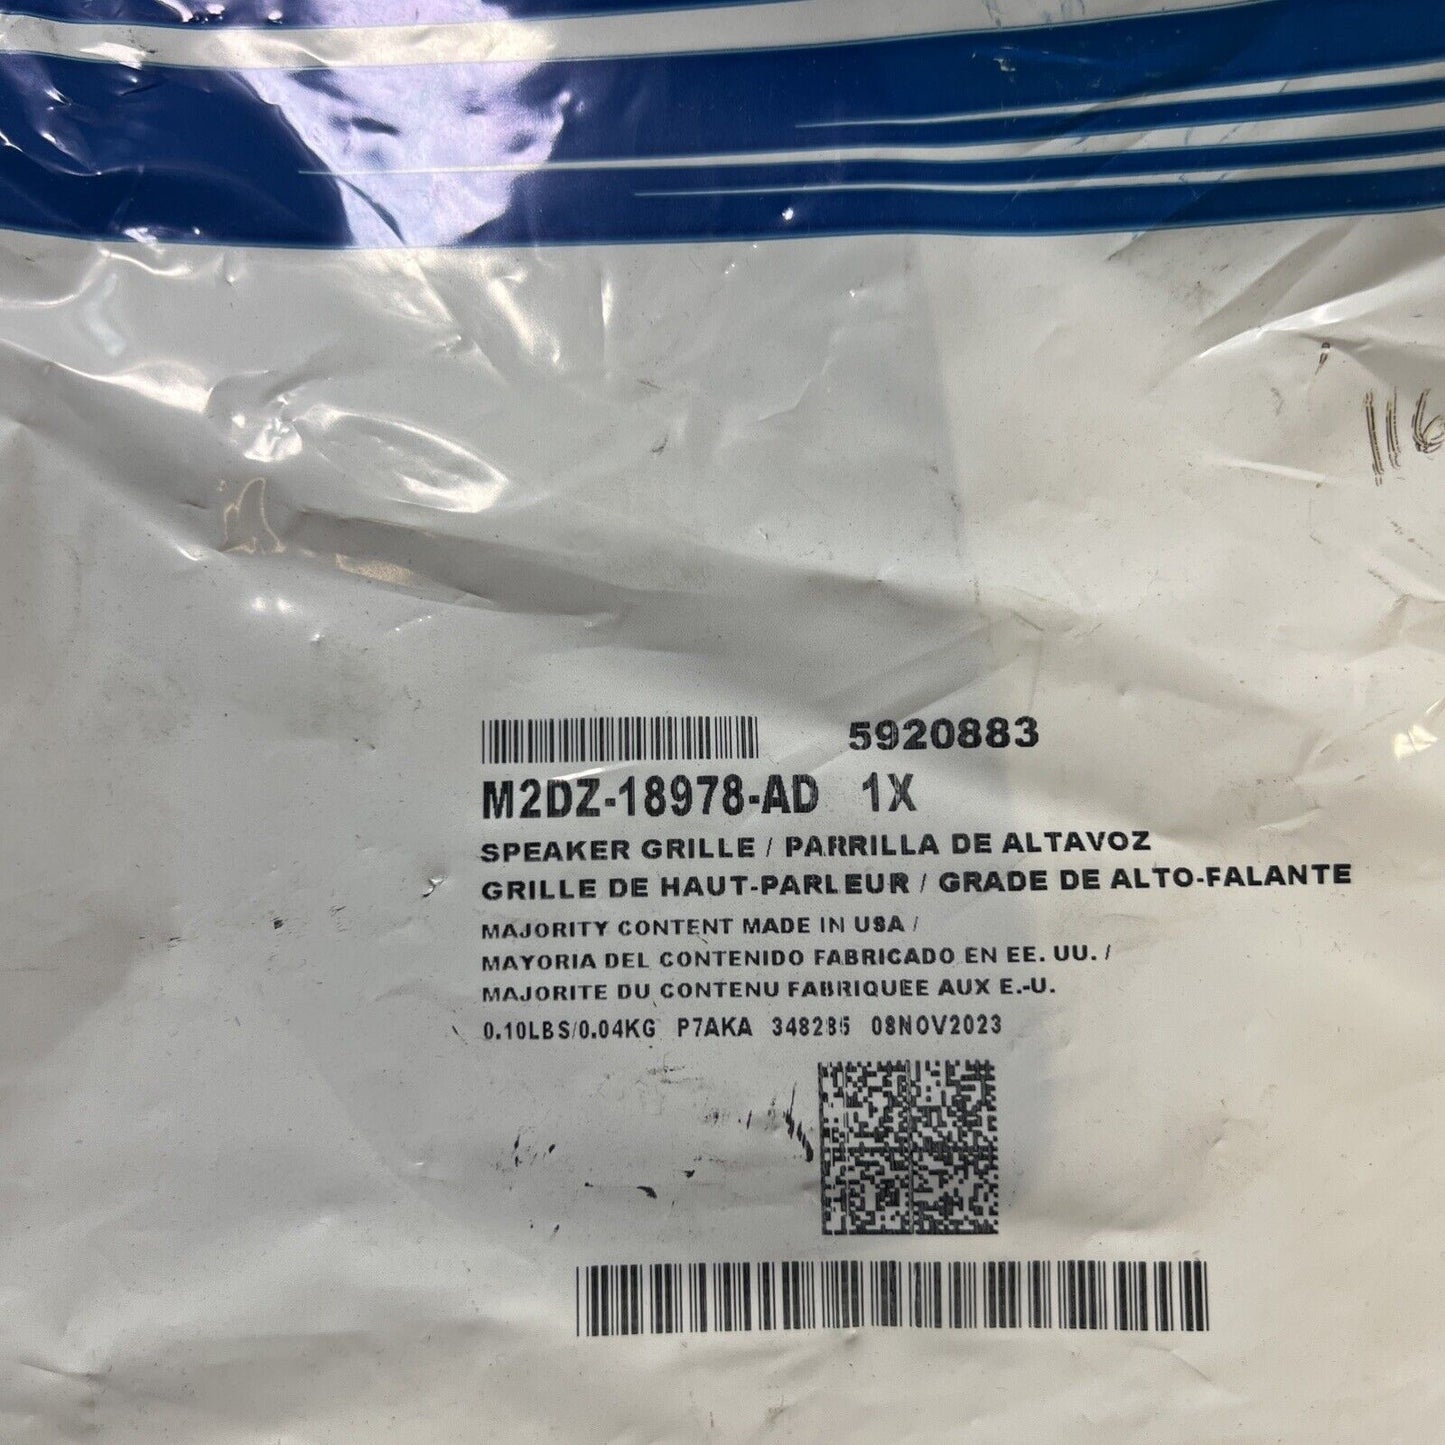 116
5920883
M2DZ-18978-AD 1X
SPEAKER GRILLE / PARRILLA DE ALTAVOZ
GRILLE DE HAUT-PARLEUR / GRADE DE ALTO-FALANTE
MAJORITY CONTENT MADE IN USA /
MAYORIA DEL CONTENIDO FABRICADO EN EE. UU. /
MAJORITE DU CONTENU FABRIQUEE AUX E.-U.
0.10LBS/0.04KG P7AKA 348285 08NOV2023